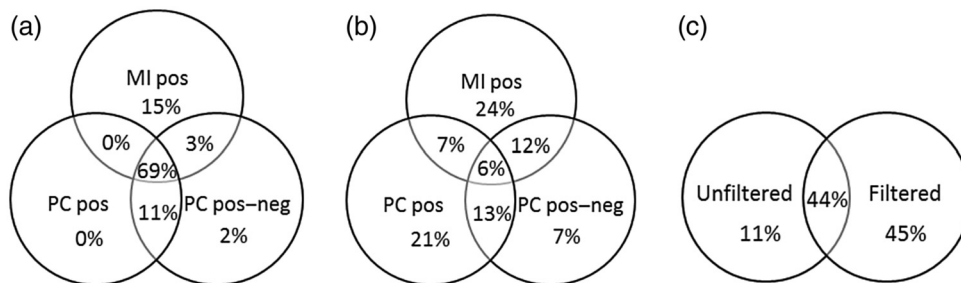 (a)
MI pos
15%
0%
3%
69%
PC pos
11%
PC pos–neg
0%
2%
(b)
MI pos
24%
7%
12%
6%
PC pos
13%
PC pos–neg
21%
7%
(c)
Unfiltered
44%
Filtered
11%
45%